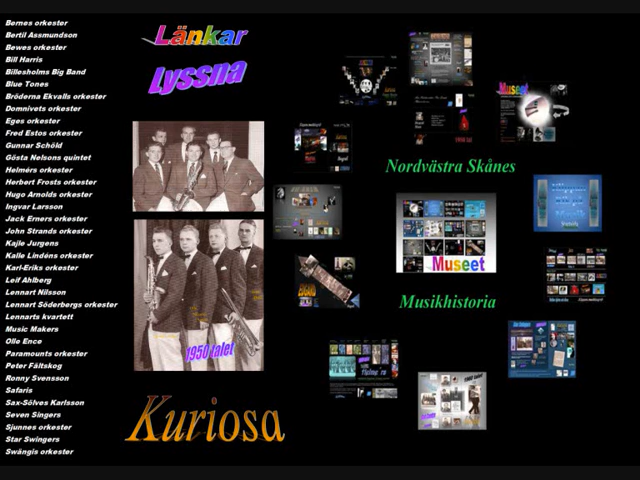 Bernes orkester
Bertil Assmundson
Bewes orkester
Bill Harris
Billesholms Big Band
Blue Tones
Bröderna Ekvalls orkester
Domnivets orkester
Eges orkester
Fred Estos orkester
Gunnar Schöld
Gösta Nelsons quintet
Helmérs orkester
Herbert Frosts orkester
Hugo Arnolds orkester
Ingvar Larsson
Jack Erners orkester
John Strands orkester
Kajle Jurgens
Kalle Lindéns orkester
Karl-Eriks orkester
Leif Ahlberg
Lennart Nilsson
Lennart Söderbergs orkester
Lennarts kvartett
Music Makers
Olle Ence
Paramounts orkester
Peter Fältskog
Ronny Svensson
Safaris
Sax-Sölves Karlsson
Seven Singers
Sjunnes orkester
Star Swingers
Swängis orkester
Länkar
Lyssna
1950 talet
Kuriosa
Museet
Nordvästra Skånes
Museet
Musikhistoria